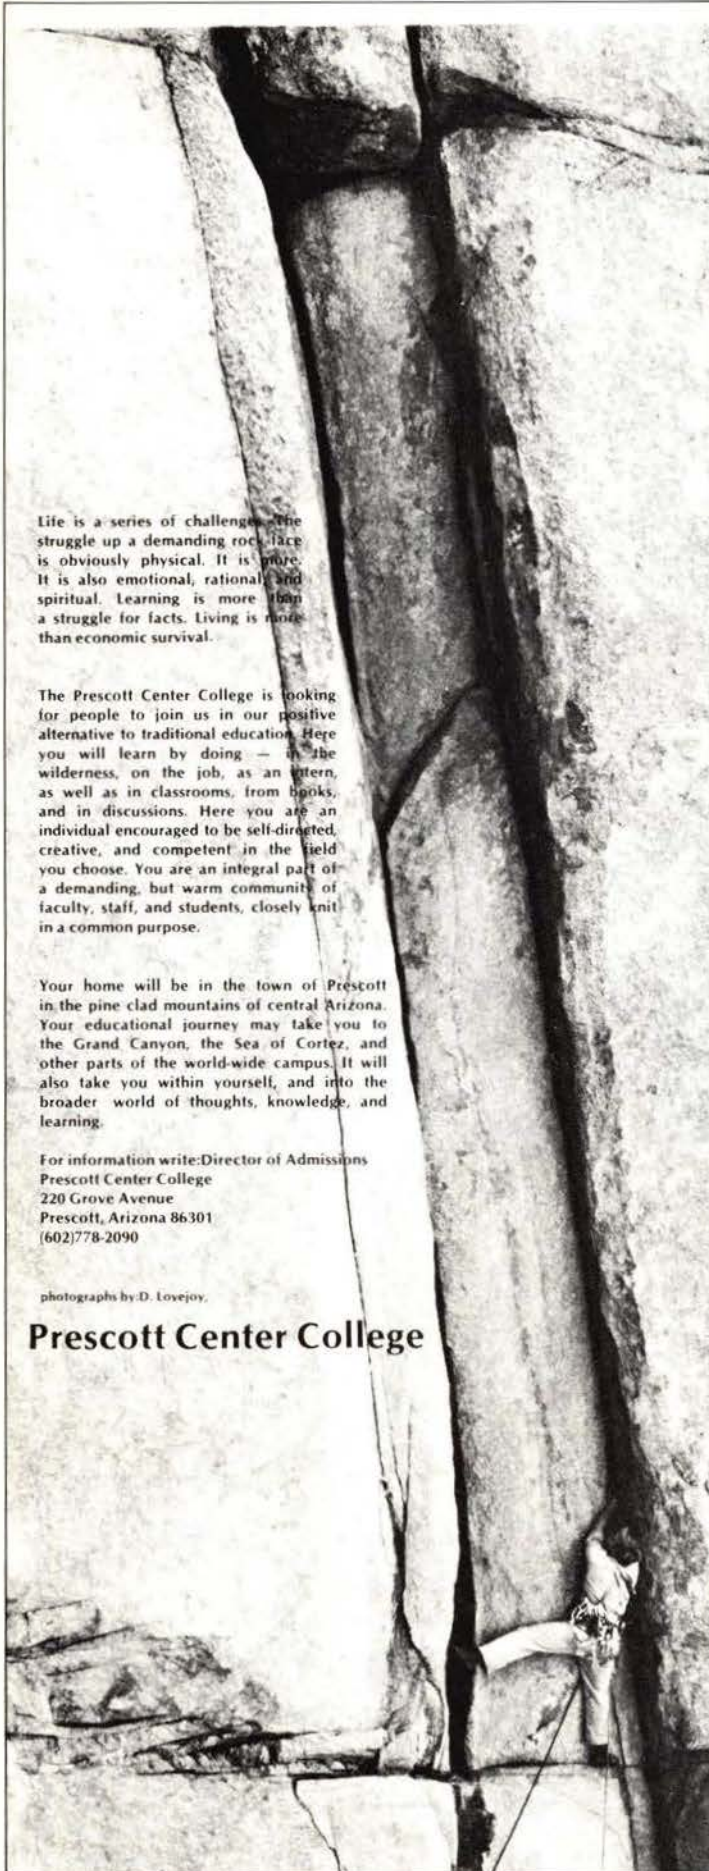 Life is a series of challenges. The
struggle up a demanding rock face
is obviously physical. It is more.
It is also emotional, rational, and
spiritual. Learning is more than
a struggle for facts. Living is more
than economic survival.
The Prescott Center College is looking
for people to join us in our positive
alternative to traditional education. Here
you will learn by doing — in the
wilderness, on the job, as an intern,
as well as in classrooms, from books,
and in discussions. Here you are an
individual encouraged to be self-directed,
creative, and competent in the field
you choose. You are an integral part of
a demanding, but warm community of
faculty, staff, and students, closely knit
in a common purpose.
Your home will be in the town of Prescott
in the pine clad mountains of central Arizona.
Your educational journey may take you to
the Grand Canyon, the Sea of Cortez, and
other parts of the world-wide campus. It will
also take you within yourself, and into the
broader world of thoughts, knowledge, and
learning.
For information write:Director of Admissions
Prescott Center College
220 Grove Avenue
Prescott, Arizona 86301
(602)778-2090
photographs by:D. Lovejoy.
Prescott Center College